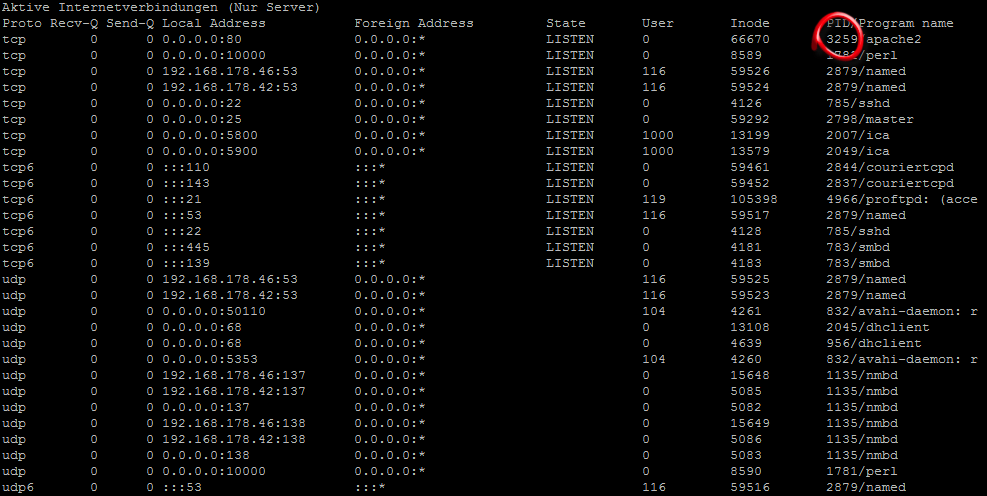 Aktive Internetverbindungen (Nur Server)
Proto Recv-Q Send-Q Local Address Foreign Address State User Inode PID/Program name
tcp 0 0 0.0.0.0:80 0.0.0.0:* LISTEN 0 66670 3259/apache2
tcp 0 0 0.0.0.0:10000 0.0.0.0:* LISTEN 0 8589 1781/perl
tcp 0 0 192.168.178.46:53 0.0.0.0:* LISTEN 116 59526 2879/named
tcp 0 0 192.168.178.42:53 0.0.0.0:* LISTEN 116 59524 2879/named
tcp 0 0 0.0.0.0:22 0.0.0.0:* LISTEN 0 4126 785/sshd
tcp 0 0 0.0.0.0:25 0.0.0.0:* LISTEN 0 59292 2798/master
tcp 0 0 0.0.0.0:5800 0.0.0.0:* LISTEN 1000 13199 2007/ica
tcp 0 0 0.0.0.0:5900 0.0.0.0:* LISTEN 1000 13579 2049/ica
tcp6 0 0 :::110 :::* LISTEN 0 59461 2844/couriertcpd
tcp6 0 0 :::143 :::* LISTEN 0 59452 2837/couriertcpd
tcp6 0 0 :::21 :::* LISTEN 119 105398 4966/proftpd: (acce
tcp6 0 0 :::53 :::* LISTEN 116 59517 2879/named
tcp6 0 0 :::22 :::* LISTEN 0 4128 785/sshd
tcp6 0 0 :::445 :::* LISTEN 0 4181 783/smbd
tcp6 0 0 :::139 :::* LISTEN 0 4183 783/smbd
udp 0 0 192.168.178.46:53 0.0.0.0:* 116 59525 2879/named
udp 0 0 192.168.178.42:53 0.0.0.0:* 116 59523 2879/named
udp 0 0 0.0.0.0:50110 0.0.0.0:* 104 4261 832/avahi-daemon: r
udp 0 0 0.0.0.0:68 0.0.0.0:* 0 13108 2045/dhclient
udp 0 0 0.0.0.0:68 0.0.0.0:* 0 4639 956/dhclient
udp 0 0 0.0.0.0:5353 0.0.0.0:* 104 4260 832/avahi-daemon: r
udp 0 0 192.168.178.46:137 0.0.0.0:* 0 15648 1135/nmbd
udp 0 0 192.168.178.42:137 0.0.0.0:* 0 5085 1135/nmbd
udp 0 0 0.0.0.0:137 0.0.0.0:* 0 5082 1135/nmbd
udp 0 0 192.168.178.46:138 0.0.0.0:* 0 15649 1135/nmbd
udp 0 0 192.168.178.42:138 0.0.0.0:* 0 5086 1135/nmbd
udp 0 0 0.0.0.0:138 0.0.0.0:* 0 5083 1135/nmbd
udp 0 0 0.0.0.0:10000 0.0.0.0:* 0 8590 1781/perl
udp6 0 0 :::53 :::* 116 59516 2879/named